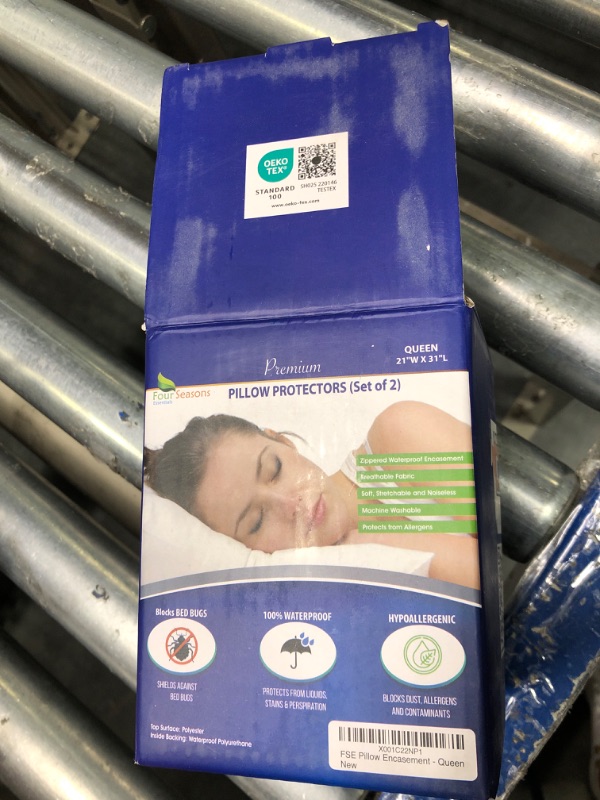 OEKO
TEX®
STANDARD
100
SH025 220146
TESTEX
www.oeko-tex.com
QUEEN
21"W X 31"L
Premium
Four Seasons
Essentials
PILLOW PROTECTORS (Set of 2)
Zippered Waterproof Encasement
Breathable Fabric
Soft, Stretchable and Noiseless
Machine Washable
Protects from Allergens
Blocks BED BUGS
100% WATERPROOF
HYPOALLERGENIC
SHIELDS AGAINST
BED BUGS
PROTECTS FROM LIQUIDS,
STAINS & PERSPIRATION
BLOCKS DUST, ALLERGENS
AND CONTAMINANTS
Top Surface: Polyester
Inside Backing: Waterproof Polyurethane
X001C22NP1
FSE Pillow Encasement - Queen
New